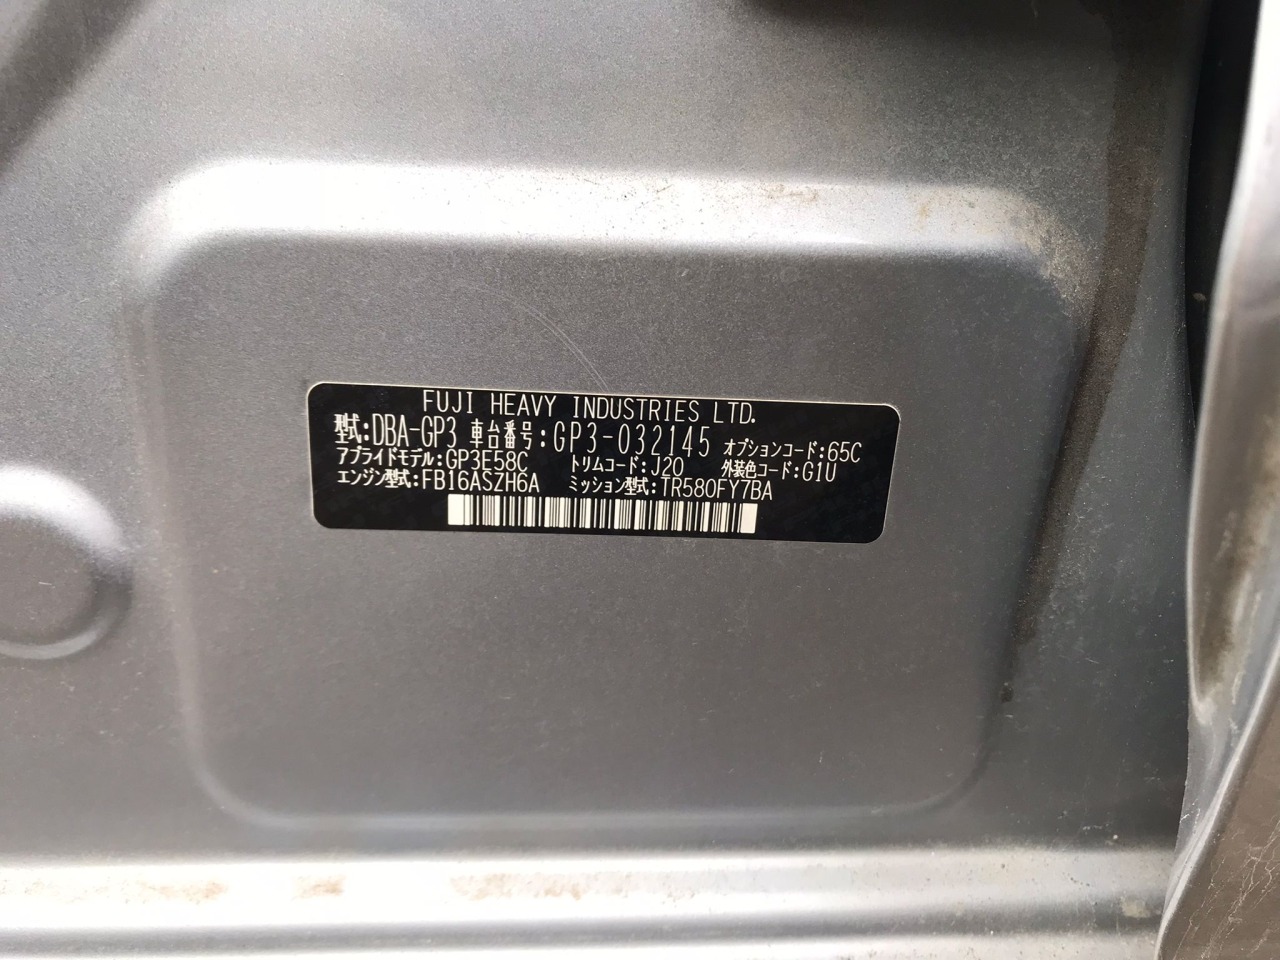 FUJI HEAVY INDUSTRIES LTD.
型式:DBA-GP3 車台番号:GP3-032145 オプションコード:65C
アプライドモデル:GP3E58C トリムコード:J20 外装色コード:G1U
エンジン型式:FB16ASZH6A ミッション型式:TR580FY7BA